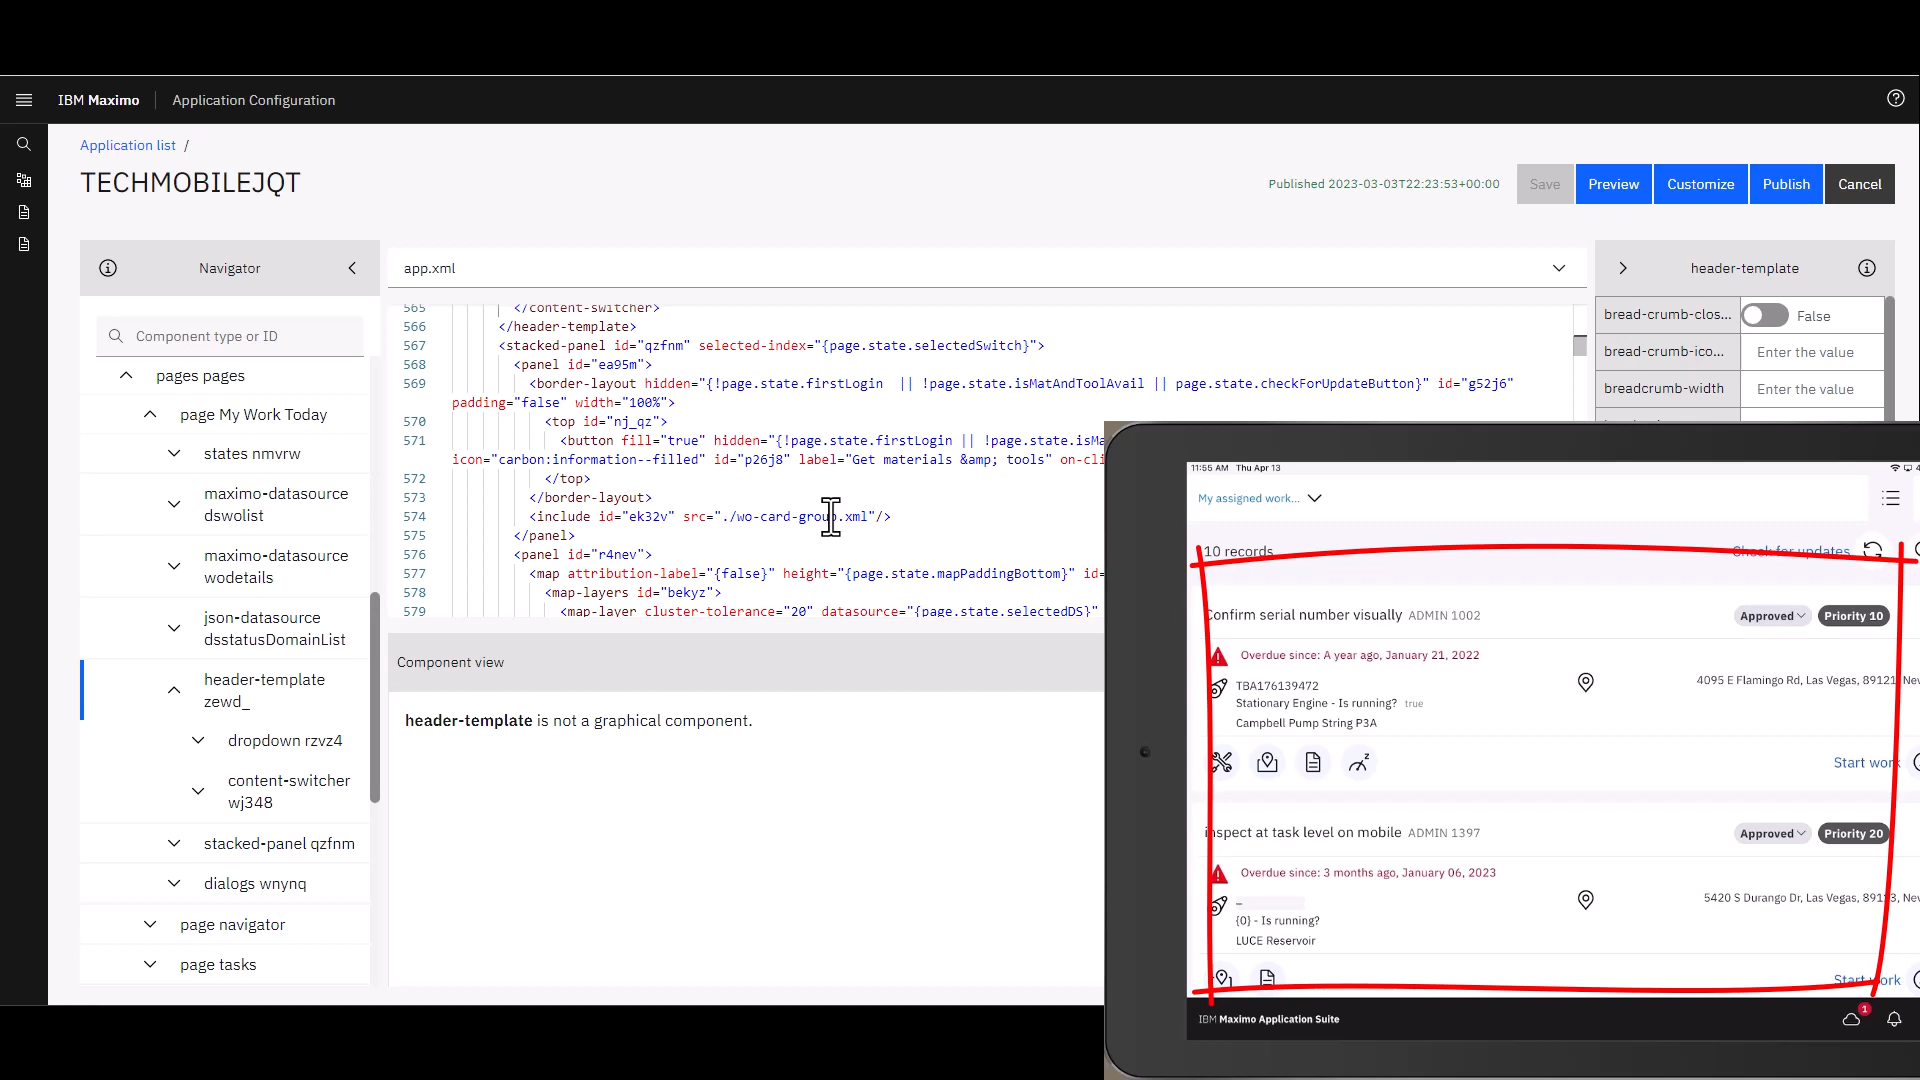 IBM Maximo Application Configuration
Application list /
TECHMOBILEJQT
Published 2023-03-03T22:23:53+00:00
Save Preview Customize Publish Cancel
Navigator
Component type or ID
pages pages
page My Work Today
states nmvrw
maximo-datasource
dswolist
maximo-datasource
wodetails
json-datasource
dsstatusDomainList
header-template
zewd_
dropdown rzvz4
content-switcher
wj348
stacked-panel qzfnm
dialogs wnynq
page navigator
page tasks
app.xml
565 </content-switcher>
566 </header-template>
567 <stacked-panel id="qzfnm" selected-index="{page.state.selectedSwitch}">
568 <panel id="ea95m">
569 <border-layout hidden="{!page.state.firstLogin || !page.state.isMatAndToolAvail || page.state.checkForUpdateButton}" id="g52j6"
padding="false" width="100%">
570 <top id="nj_qz">
571 <button fill="true" hidden="{!page.state.firstLogin || !page.state.isMa
icon="carbon:information--filled" id="p26j8" label="Get materials &amp; tools" on-cli
572 </top>
573 </border-layout>
574 <include id="ek32v" src="./wo-card-group.xml"/>
575 </panel>
576 <panel id="r4nev">
577 <map attribution-label="{false}" height="{page.state.mapPaddingBottom}" id=
578 <map-layers id="bekyz">
579 <map-layer cluster-tolerance="20" datasource="{page.state.selectedDS}"
Component view
header-template is not a graphical component.
header-template
bread-crumb-clos... False
bread-crumb-ico... Enter the value
breadcrumb-width Enter the value
11:55 AM Thu Apr 13
My assigned work...
10 records
Check for updates
Confirm serial number visually ADMIN 1002
Approved Priority 10
Overdue since: A year ago, January 21, 2022
TBA176139472
Stationary Engine - Is running? true
Campbell Pump String P3A
4095 E Flamingo Rd, Las Vegas, 89121, Nev
Start work
inspect at task level on mobile ADMIN 1397
Approved Priority 20
Overdue since: 3 months ago, January 06, 2023
–
{0} - Is running?
LUCE Reservoir
5420 S Durango Dr, Las Vegas, 89113, Nev
Start work
IBM Maximo Application Suite
1